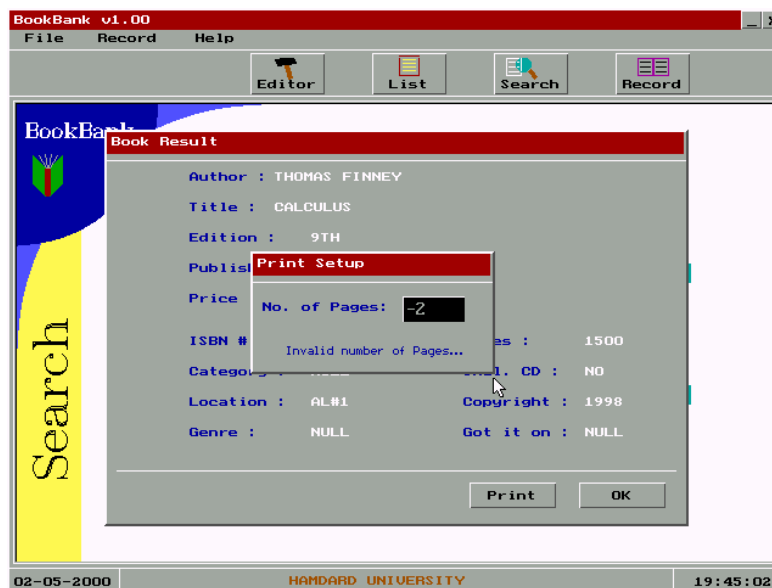 BookBank v1.00
File Record Help
Editor List Search Record
BookBank
Search
Book Result
Author : THOMAS FINNEY
Title : CALCULUS
Edition : 9TH
Publis
Print Setup
Price
No. of Pages: -2
Invalid number of Pages...
ISBN # es : 1500
Catego CD : NO
Location : AL#1 Copyright : 1998
Genre : NULL Got it on : NULL
Print OK
02-05-2000 HAMDARD UNIVERSITY 19:45:02